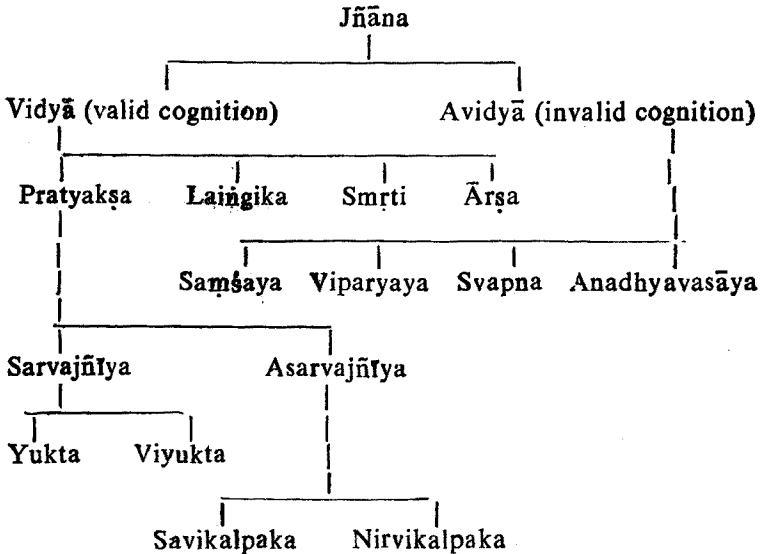 Jñāna
Vidyā (valid cognition) Avidyā (invalid cognition)
Pratyakṣa Laiṅgika Smṛti Ārṣa
Saṃśaya Viparyaya Svapna Anadhyavasāya
Sarvajñīya Asarvajñīya
Yukta Viyukta
Savikalpaka Nirvikalpaka